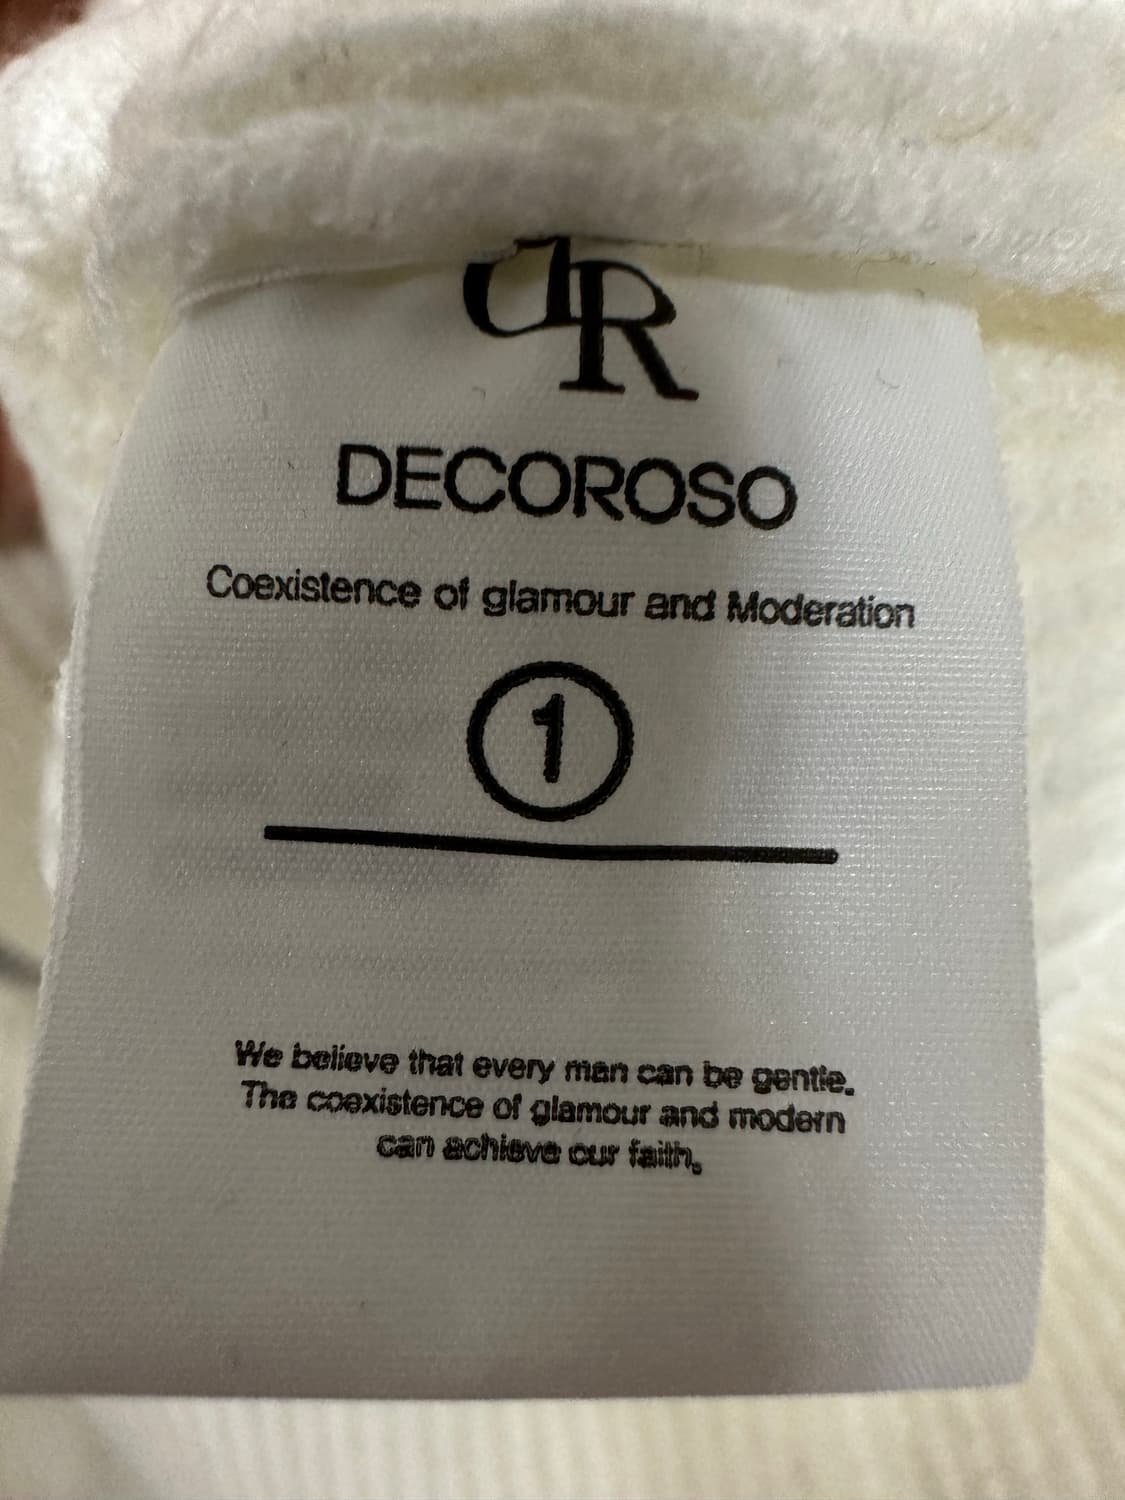 dR
DECOROSO
Coexistence of glamour and Moderation
1
We believe that every man can be gentle.
The coexistence of glamour and modern
can achieve our faith.